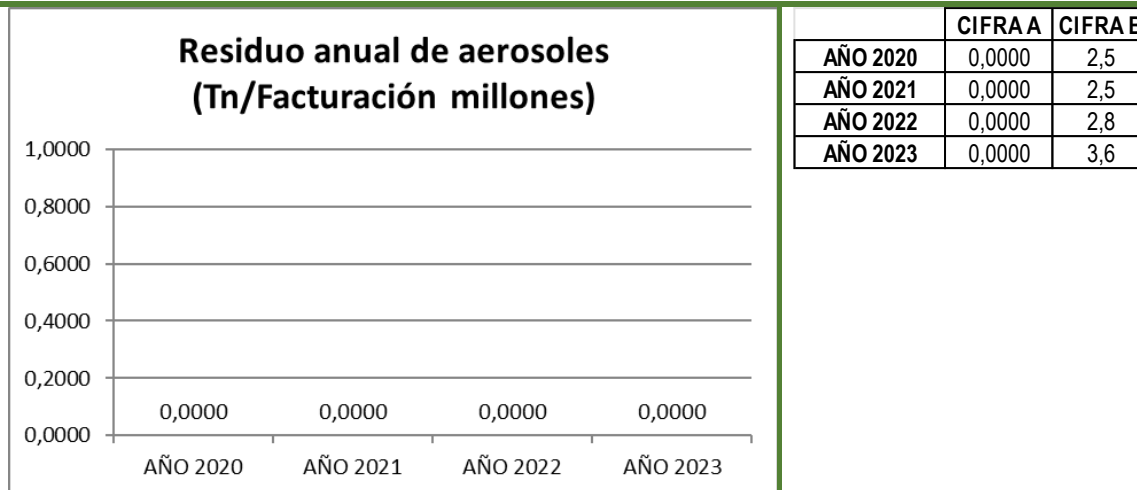 Residuo anual de aerosoles
(Tn/Facturación millones)
1,0000
0,8000
0,6000
0,4000
0,2000
0,0000
0,0000 0,0000 0,0000 0,0000
AÑO 2020 AÑO 2021 AÑO 2022 AÑO 2023
CIFRA A CIFRA
AÑO 2020 0,0000 2,5
AÑO 2021 0,0000 2,5
AÑO 2022 0,0000 2,8
AÑO 2023 0,0000 3,6